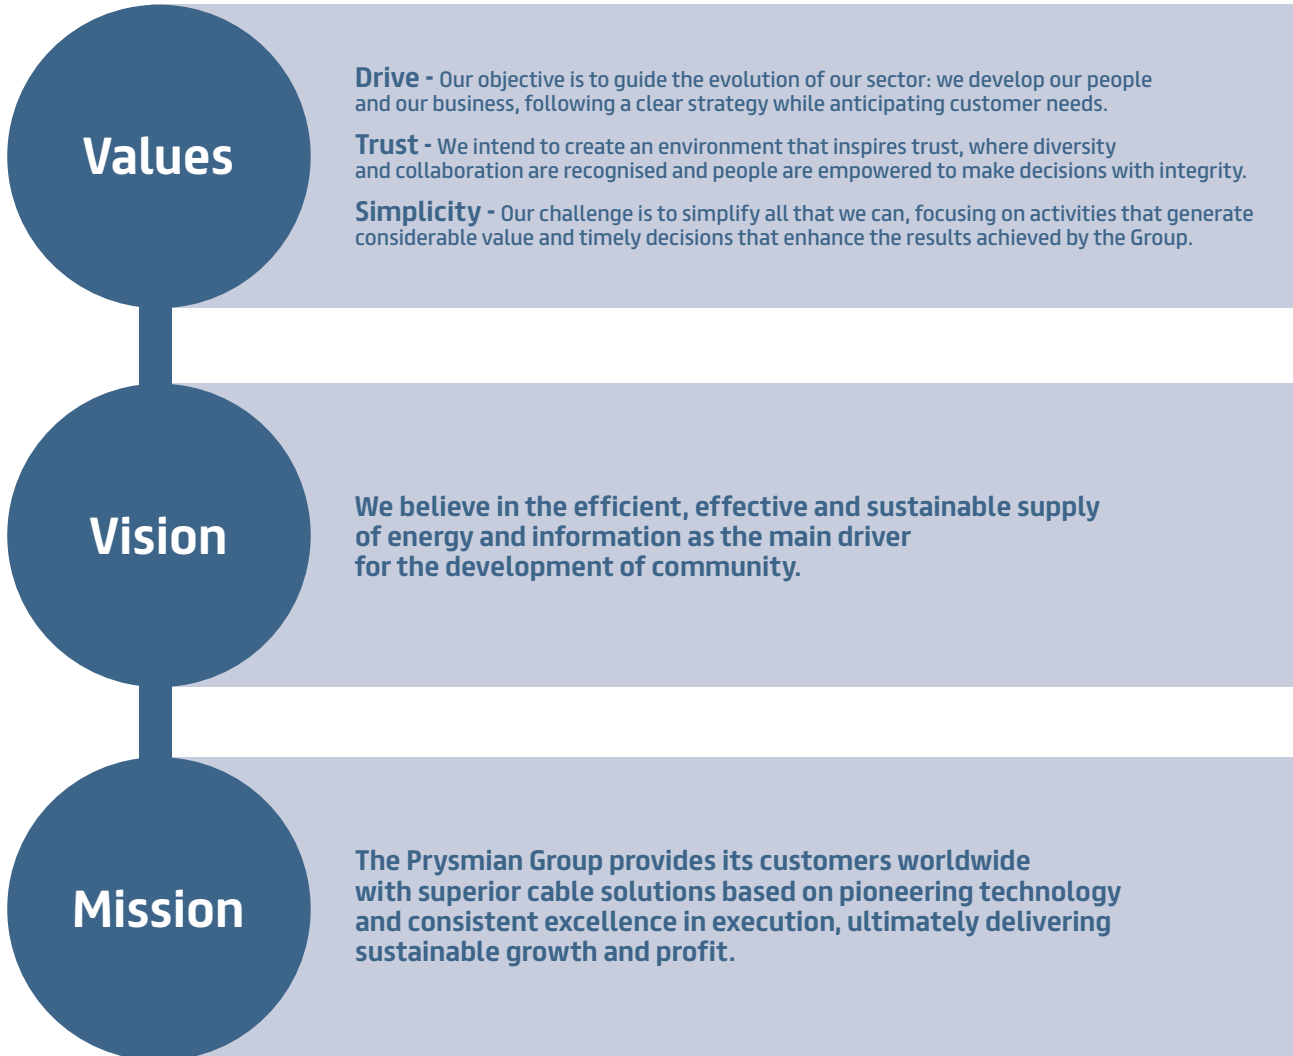 Values
Drive - Our objective is to guide the evolution of our sector: we develop our people
and our business, following a clear strategy while anticipating customer needs.
Trust - We intend to create an environment that inspires trust, where diversity
and collaboration are recognised and people are empowered to make decisions with integrity.
Simplicity - Our challenge is to simplify all that we can, focusing on activities that generate
considerable value and timely decisions that enhance the results achieved by the Group.
Vision
We believe in the efficient, effective and sustainable supply
of energy and information as the main driver
for the development of community.
Mission
The Prysmian Group provides its customers worldwide
with superior cable solutions based on pioneering technology
and consistent excellence in execution, ultimately delivering
sustainable growth and profit.